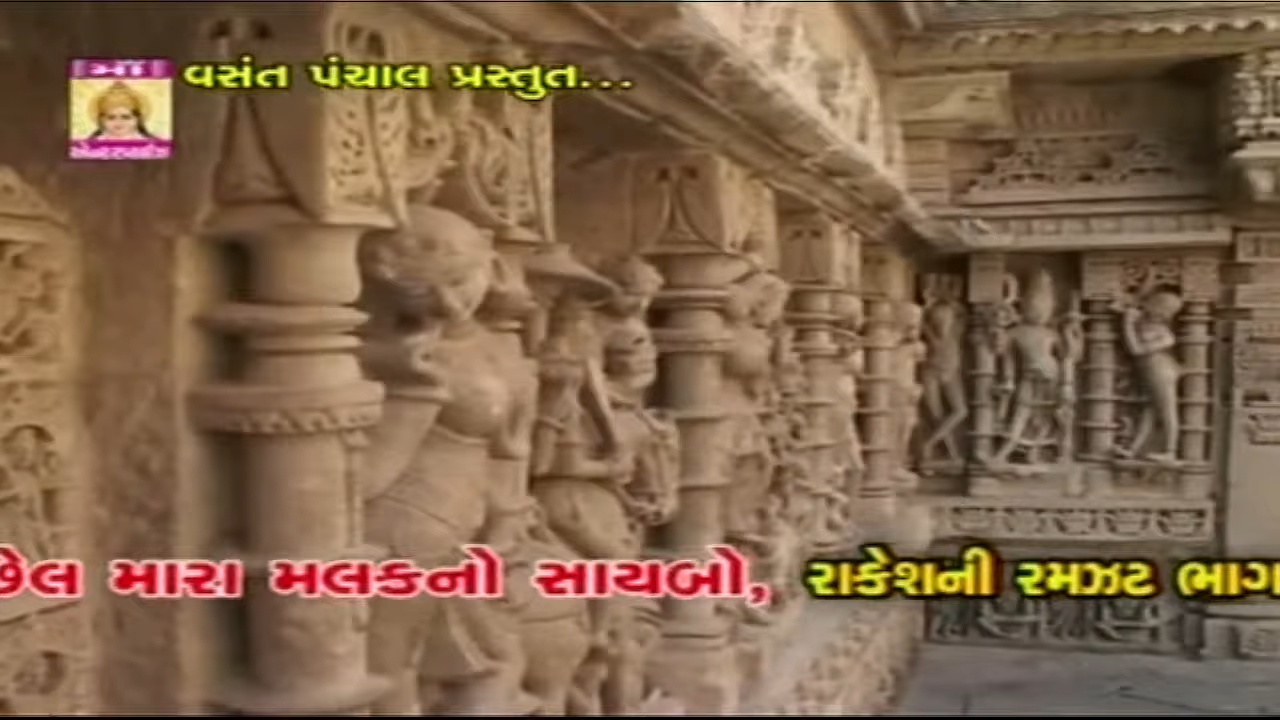 માં
વસંત પંચાલ પ્રસ્તુત...
છેલ મારા મલકનો સાયબો, રાકેશની રમઝટ ભાગ